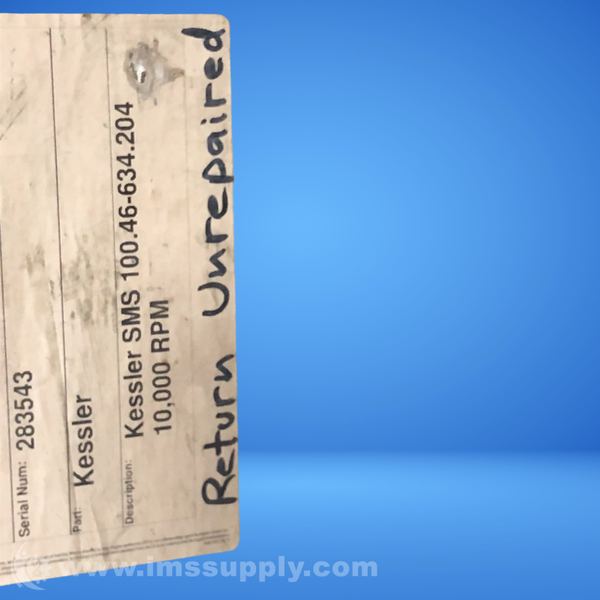 Serial Num: 283543
Part: Kessler
Description: Kessler SMS 100.46-634.204
10,000 RPM
Return Unrepaired
www.imssupply.com